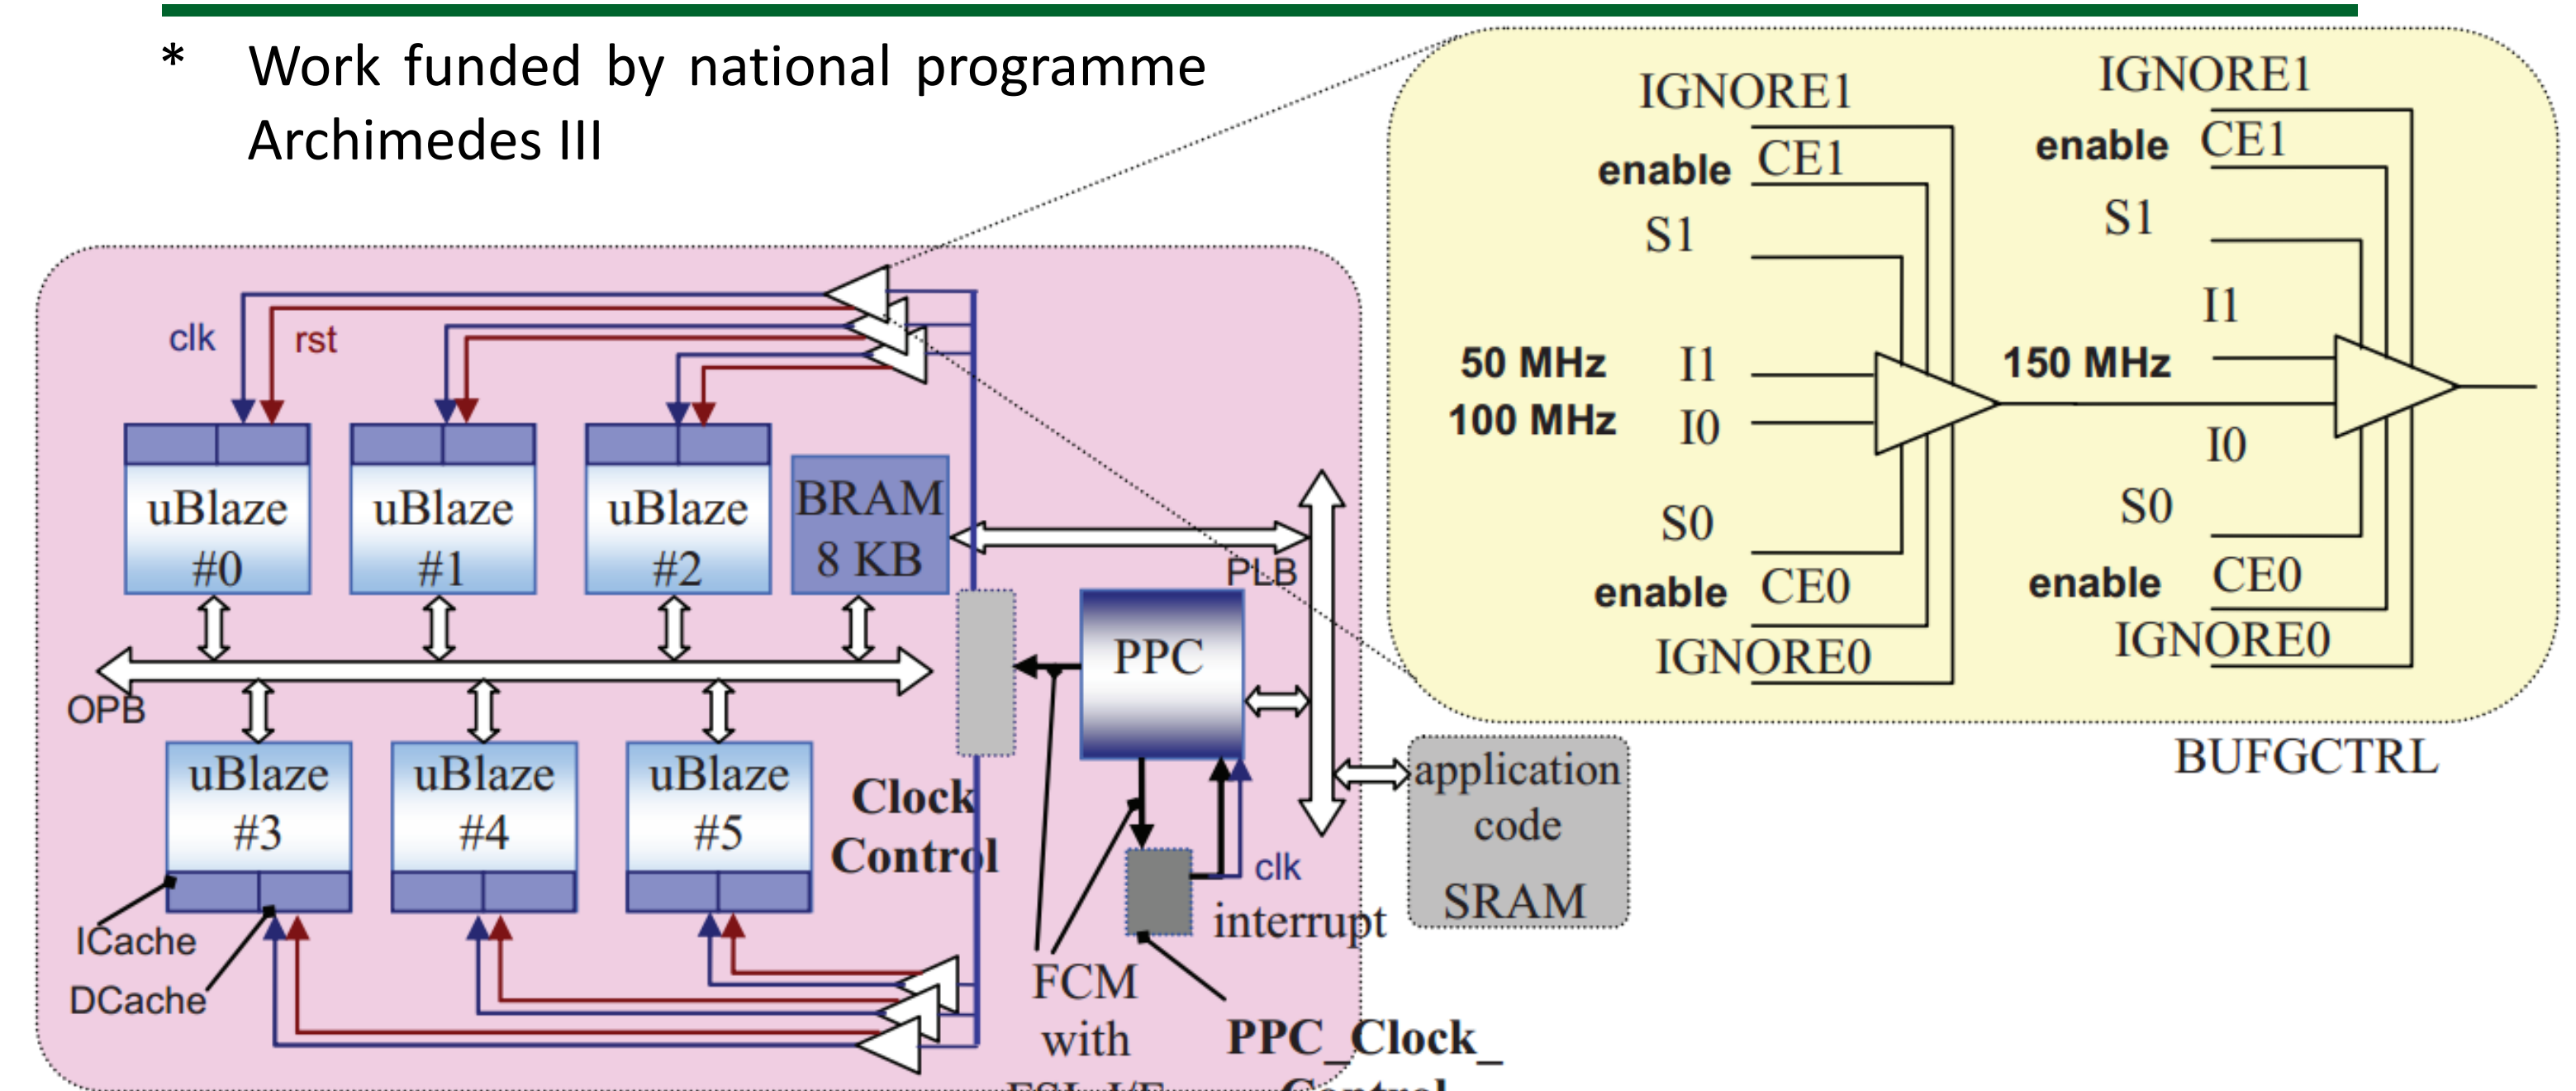 * Work funded by national programme
Archimedes III
IGNORE1
enable CE1
S1
50 MHz I1
100 MHz I0
S0
enable CE0
IGNORE0
IGNORE1
enable CE1
S1
I1
150 MHz
I0
S0
enable CE0
IGNORE0
BUFGCTRL
clk rst
uBlaze
#0
uBlaze
#1
uBlaze
#2
BRAM
8 KB
PLB
PPC
OPB
uBlaze
#3
uBlaze
#4
uBlaze
#5
Clock
Control
application
code
SRAM
clk
interrupt
ICache
DCache
FCM
with
PPC_Clock_
Control